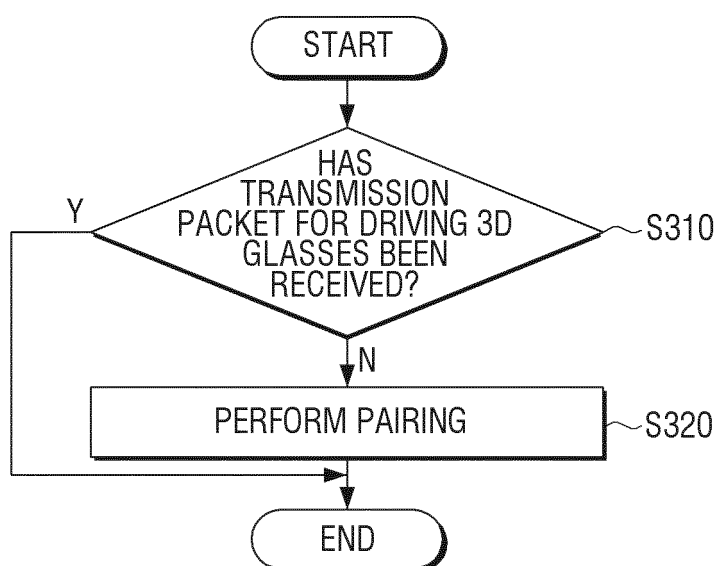 START
HAS
TRANSMISSION
PACKET FOR DRIVING 3D
GLASSES BEEN
RECEIVED?
Y
S310
N
PERFORM PAIRING
S320
END